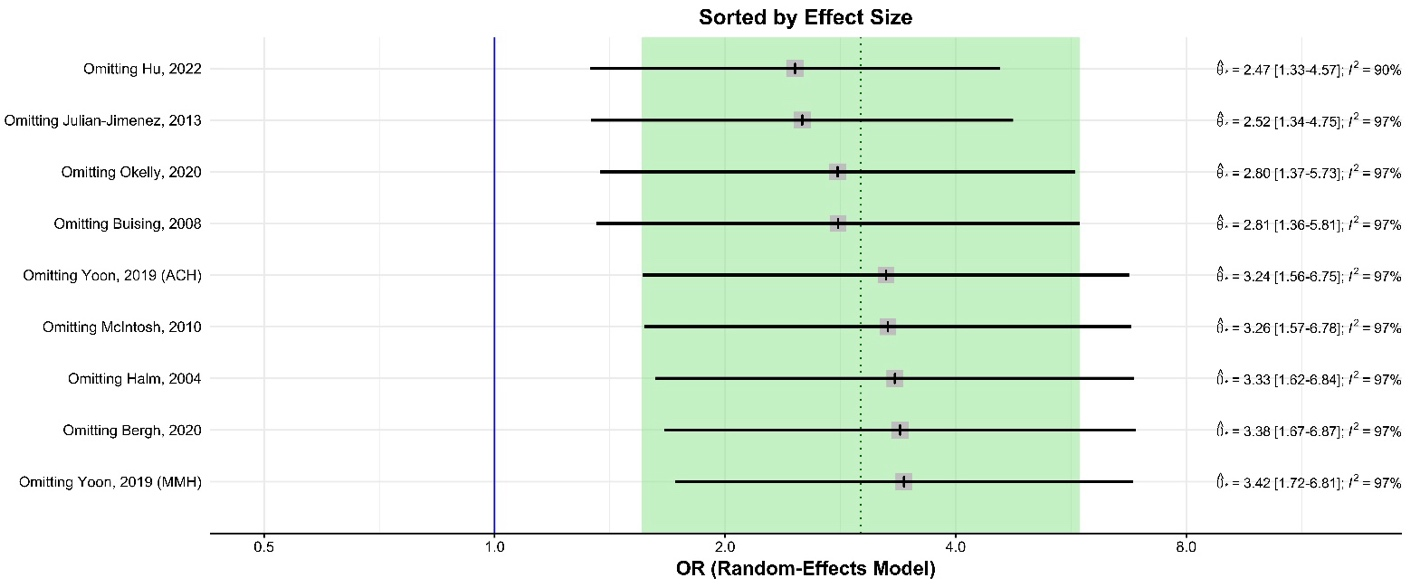 Sorted by Effect Size
Omitting Hu, 2022 θ̂* = 2.47 [1.33-4.57]; I² = 90%
Omitting Julian-Jimenez, 2013 θ̂* = 2.52 [1.34-4.75]; I² = 97%
Omitting Okelly, 2020 θ̂* = 2.80 [1.37-5.73]; I² = 97%
Omitting Buising, 2008 θ̂* = 2.81 [1.36-5.81]; I² = 97%
Omitting Yoon, 2019 (ACH) θ̂* = 3.24 [1.56-6.75]; I² = 97%
Omitting McIntosh, 2010 θ̂* = 3.26 [1.57-6.78]; I² = 97%
Omitting Halm, 2004 θ̂* = 3.33 [1.62-6.84]; I² = 97%
Omitting Bergh, 2020 θ̂* = 3.38 [1.67-6.87]; I² = 97%
Omitting Yoon, 2019 (MMH) θ̂* = 3.42 [1.72-6.81]; I² = 97%
0.5 1.0 2.0 4.0 8.0
OR (Random-Effects Model)